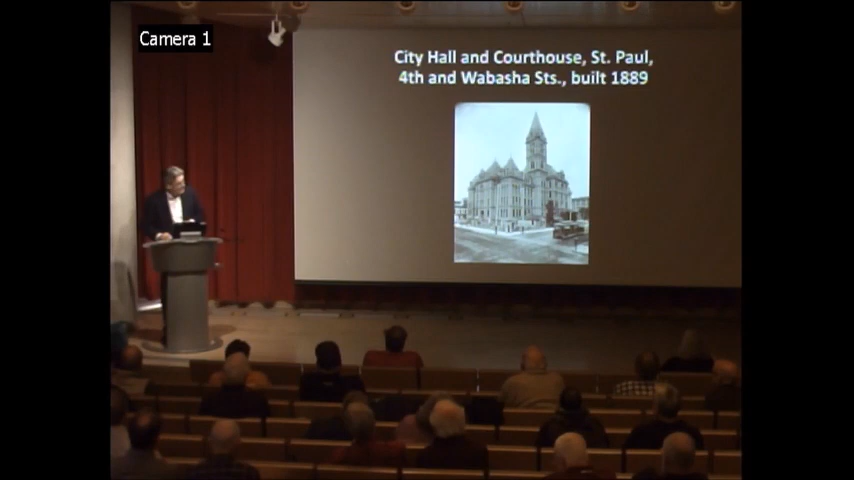 Camera 1
City Hall and Courthouse, St. Paul,
4th and Wabasha Sts., built 1889